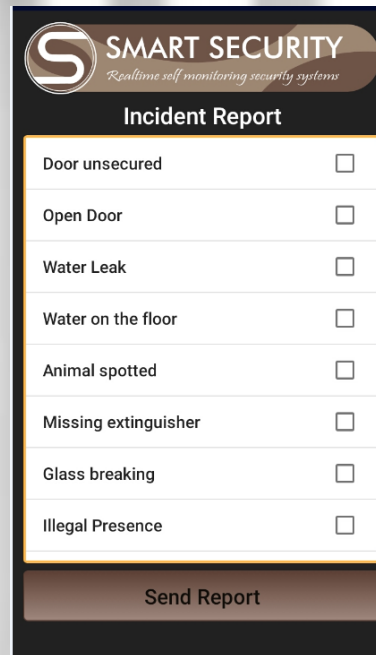 SMART SECURITY
Realtime self monitoring security systems
Incident Report
Door unsecured
Open Door
Water Leak
Water on the floor
Animal spotted
Missing extinguisher
Glass breaking
Illegal Presence
Send Report